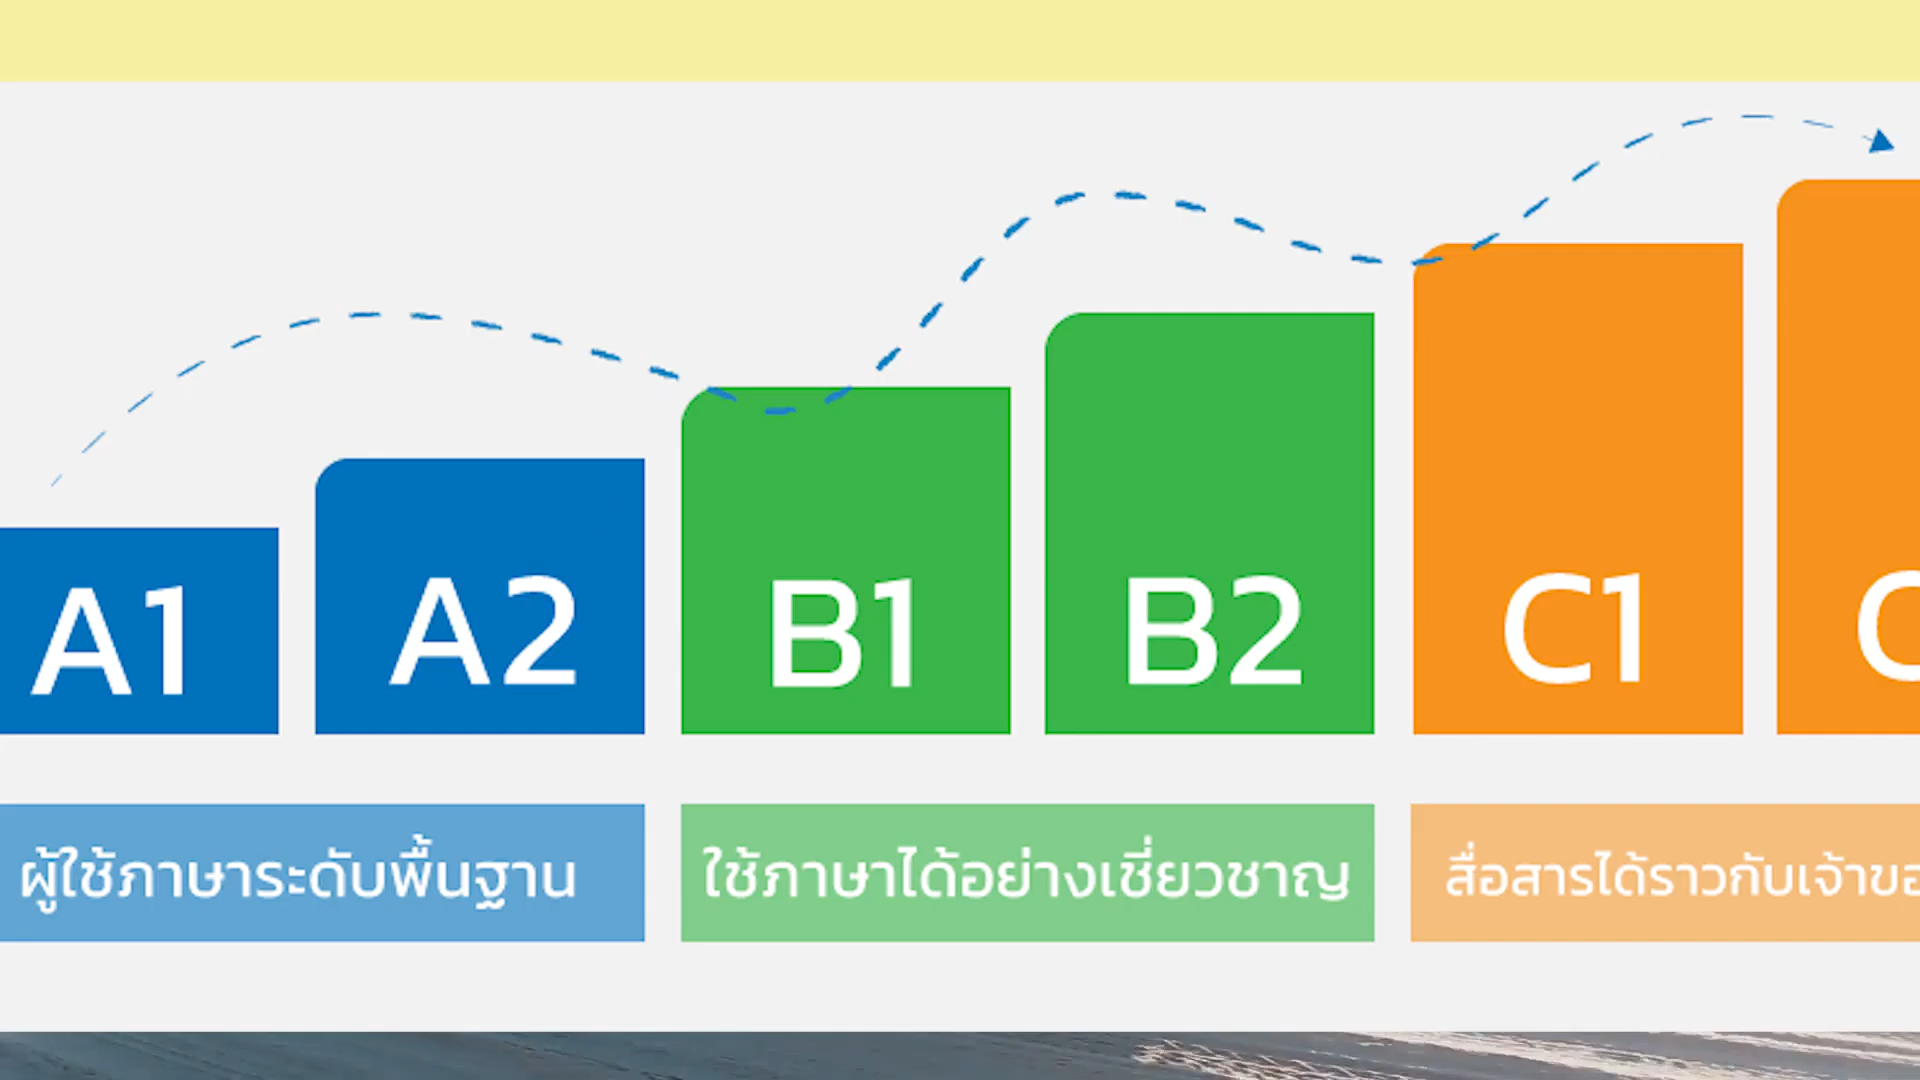 A1 A2 B1 B2 C1
ผู้ใช้ภาษาระดับพื้นฐาน
ใช้ภาษาได้อย่างเชี่ยวชาญ
สื่อสารได้ราวกับเจ้าขอ